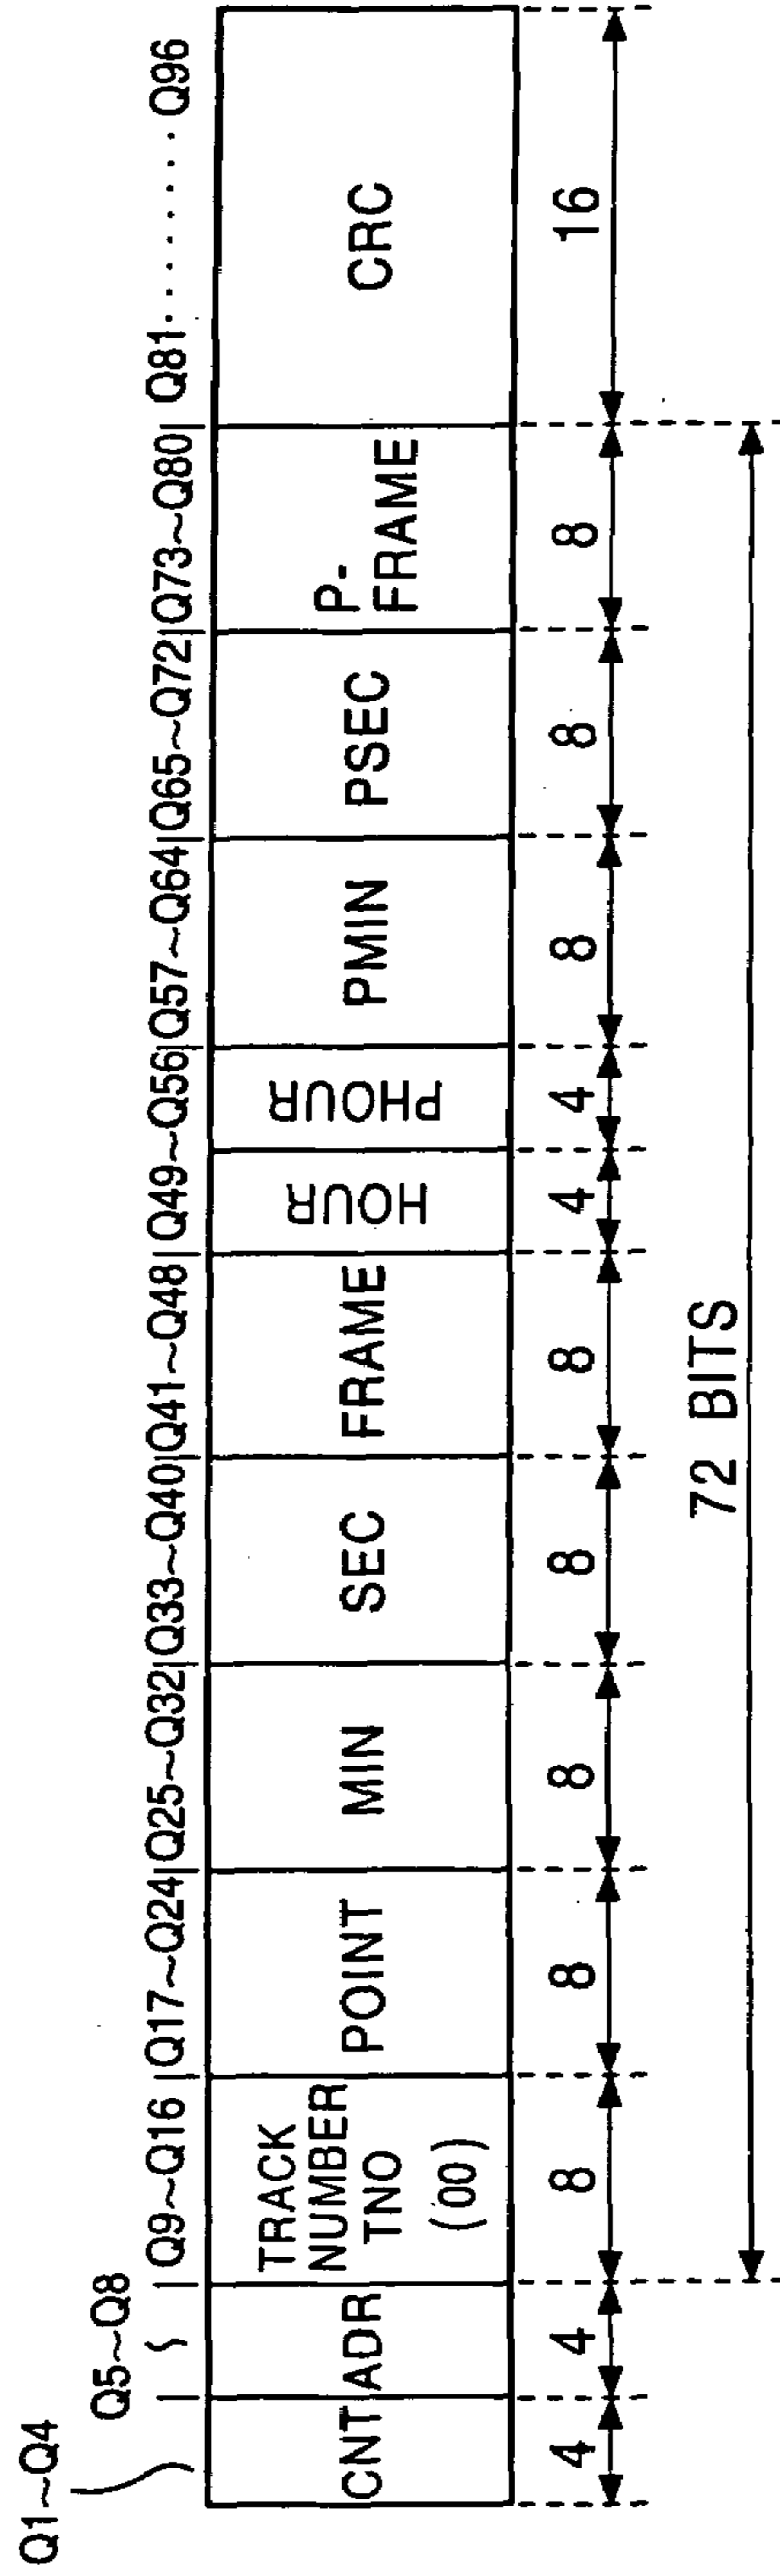 Q1~Q4
Q5~Q8
Q9~Q16
Q17~Q24
Q25~Q32
Q33~Q40
Q41~Q48
Q49~Q56
Q57~Q64
Q65~Q72
Q73~Q80
Q81·········Q96
CNT
ADR
TRACK
NUMBER
TNO
(00)
POINT
MIN
SEC
FRAME
HOUR
PHOUR
PMIN
PSEC
P-
FRAME
CRC
4
4
8
8
8
8
8
4
4
8
8
8
16
72 BITS